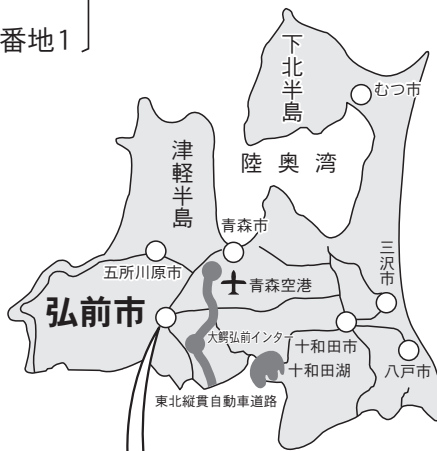 番地1
下北半島
むつ市
陸奥湾
津軽半島
青森市
三沢市
五所川原市
青森空港
弘前市
大鰐弘前インター
十和田市
十和田湖
八戸市
東北縦貫自動車道路